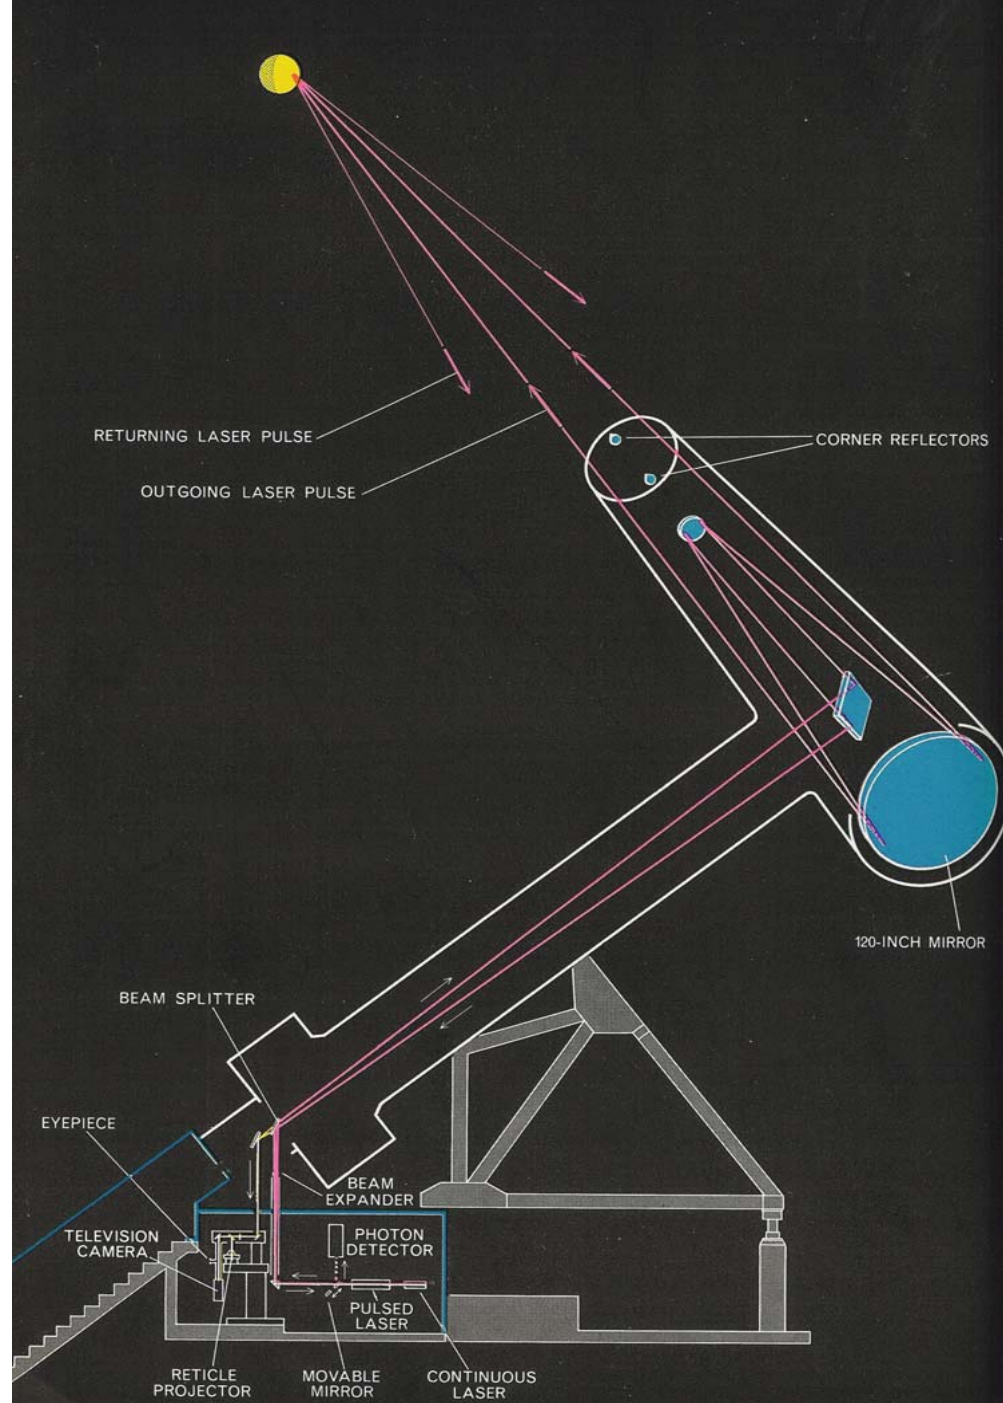 RETURNING LASER PULSE
OUTGOING LASER PULSE
CORNER REFLECTORS
120-INCH MIRROR
BEAM SPLITTER
EYEPIECE
BEAM
EXPANDER
TELEVISION
CAMERA
PHOTON
DETECTOR
PULSED
LASER
RETICLE
PROJECTOR
MOVABLE
MIRROR
CONTINUOUS
LASER